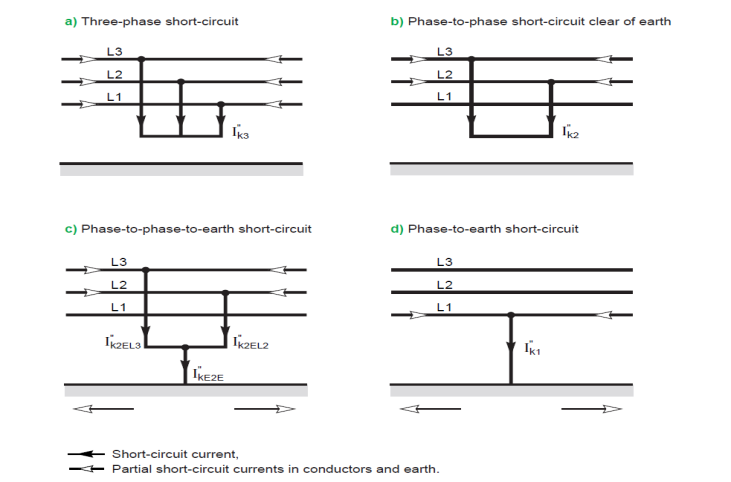 a) Three-phase short-circuit
L3
L2
L1
I"k3
b) Phase-to-phase short-circuit clear of earth
L3
L2
L1
I"k2
c) Phase-to-phase-to-earth short-circuit
L3
L2
L1
I"k2EL3
I"k2EL2
I"kE2E
d) Phase-to-earth short-circuit
L3
L2
L1
I"k1
Short-circuit current,
Partial short-circuit currents in conductors and earth.